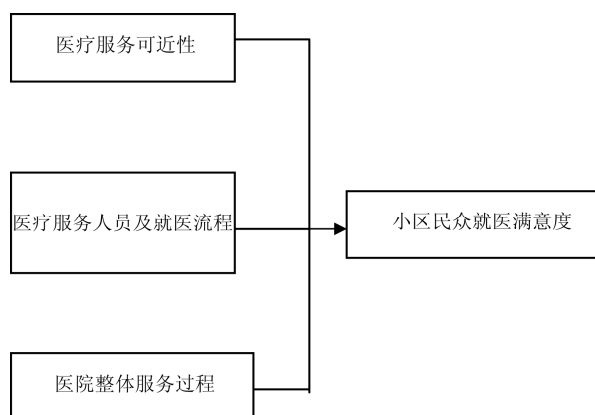 医疗服务可近性
医疗服务人员及就医流程
小区民众就医满意度
医院整体服务过程